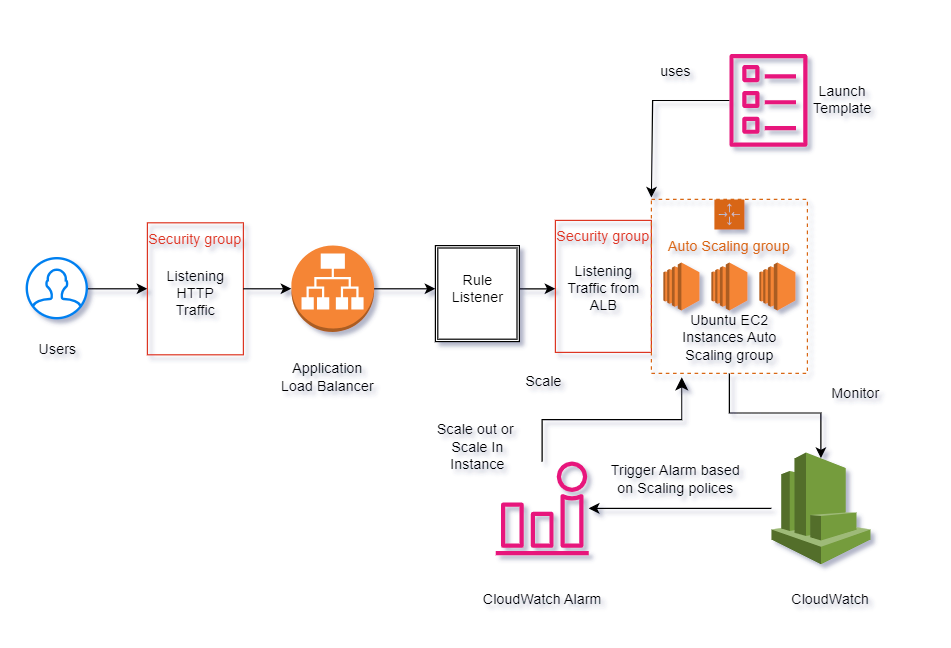 uses
Launch
Template
Security group
Listening
HTTP
Traffic
Users
Application
Load Balancer
Rule
Listener
Security group
Listening
Traffic from
ALB
Auto Scaling group
Ubuntu EC2
Instances Auto
Scaling group
Scale
Monitor
Scale out or
Scale In
Instance
Trigger Alarm based
on Scaling polices
CloudWatch Alarm
CloudWatch